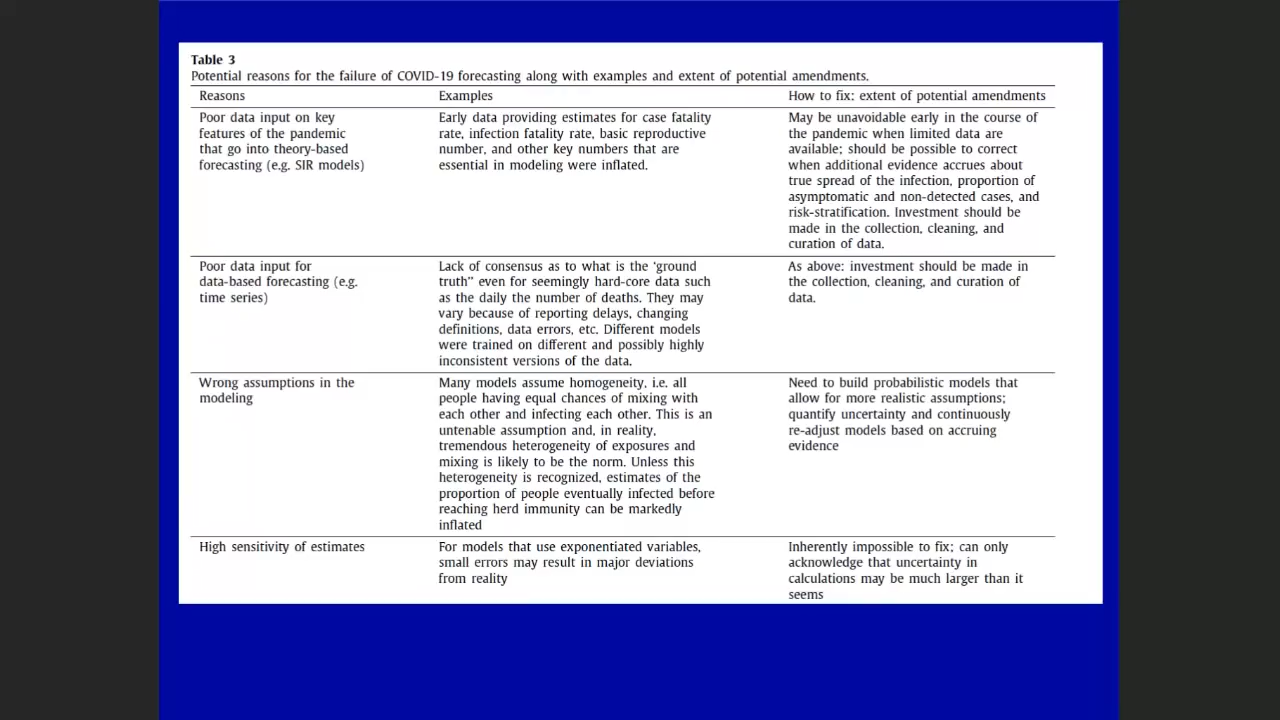 Table 3
Potential reasons for the failure of COVID-19 forecasting along with examples and extent of potential amendments.
Reasons
Examples
How to fix: extent of potential amendments
Poor data input on key
features of the pandemic
that go into theory-based
forecasting (e.g. SIR models)
Early data providing estimates for case fatality
rate, infection fatality rate, basic reproductive
number, and other key numbers that are
essential in modeling were inflated.
May be unavoidable early in the course of
the pandemic when limited data are
available; should be possible to correct
when additional evidence accrues about
true spread of the infection, proportion of
asymptomatic and non-detected cases, and
risk-stratification. Investment should be
made in the collection, cleaning, and
curation of data.
Poor data input for
data-based forecasting (e.g.
time series)
Lack of consensus as to what is the ‘ground
truth” even for seemingly hard-core data such
as the daily the number of deaths. They may
vary because of reporting delays, changing
definitions, data errors, etc. Different models
were trained on different and possibly highly
inconsistent versions of the data.
As above: investment should be made in
the collection, cleaning, and curation of
data.
Wrong assumptions in the
modeling
Many models assume homogeneity, i.e. all
people having equal chances of mixing with
each other and infecting each other. This is an
untenable assumption and, in reality,
tremendous heterogeneity of exposures and
mixing is likely to be the norm. Unless this
heterogeneity is recognized, estimates of the
proportion of people eventually infected before
reaching herd immunity can be markedly
inflated
Need to build probabilistic models that
allow for more realistic assumptions;
quantify uncertainty and continuously
re-adjust models based on accruing
evidence
High sensitivity of estimates
For models that use exponentiated variables,
small errors may result in major deviations
from reality
Inherently impossible to fix; can only
acknowledge that uncertainty in
calculations may be much larger than it
seems